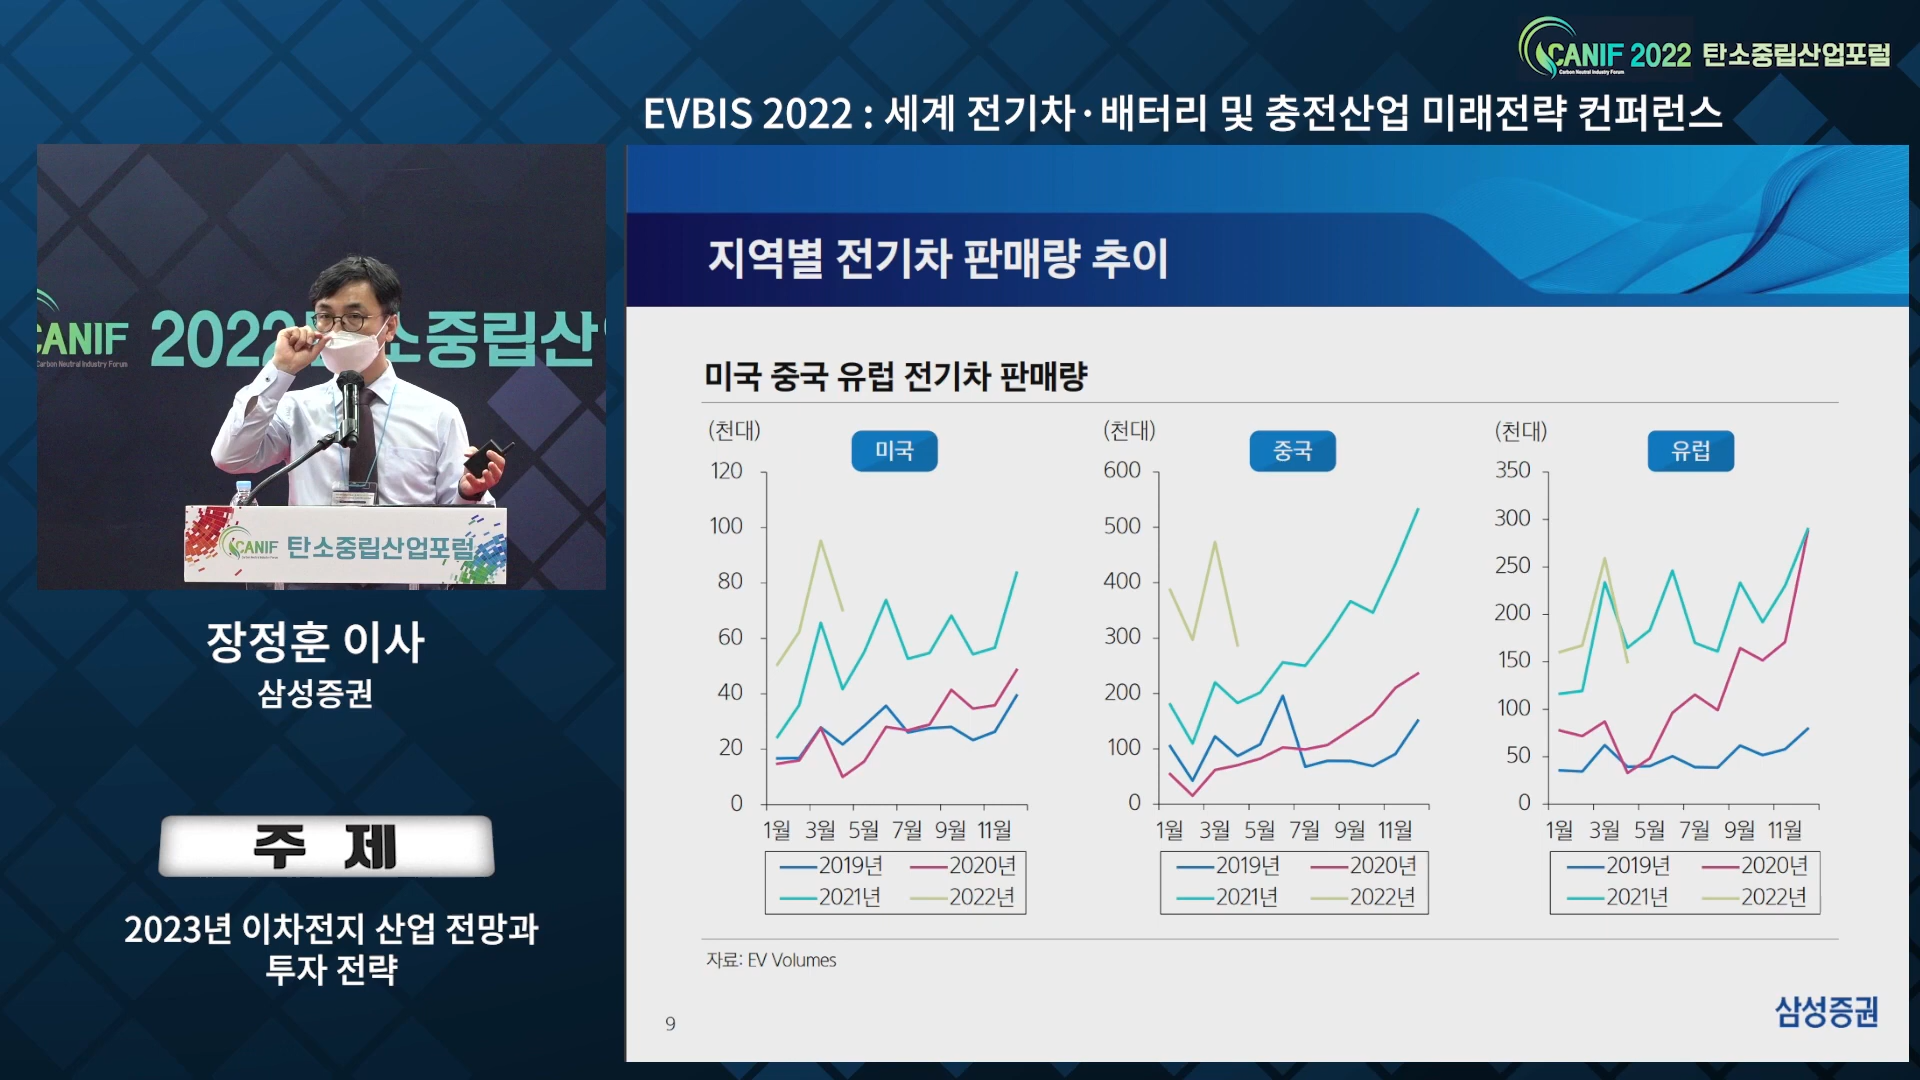 CANIF 2022 탄소중립산업포럼
Carbon Neutral Industry Forum
EVBIS 2022 : 세계 전기차·배터리 및 충전산업 미래전략 컨퍼런스
CANIF 2022 소중립산
Carbon Neutral Industry Forum
CANIF 탄소중립산업포럼
장정훈 이사
삼성증권
주 제
2023년 이차전지 산업 전망과
투자 전략
지역별 전기차 판매량 추이
미국 중국 유럽 전기차 판매량
(천대)
미국
120
100
80
60
40
20
0
1월 3월 5월 7월 9월 11월
2019년 2020년
2021년 2022년
(천대)
중국
600
500
400
300
200
100
0
1월 3월 5월 7월 9월 11월
2019년 2020년
2021년 2022년
(천대)
유럽
350
300
250
200
150
100
50
0
1월 3월 5월 7월 9월 11월
2019년 2020년
2021년 2022년
자료: EV Volumes
9
삼성증권